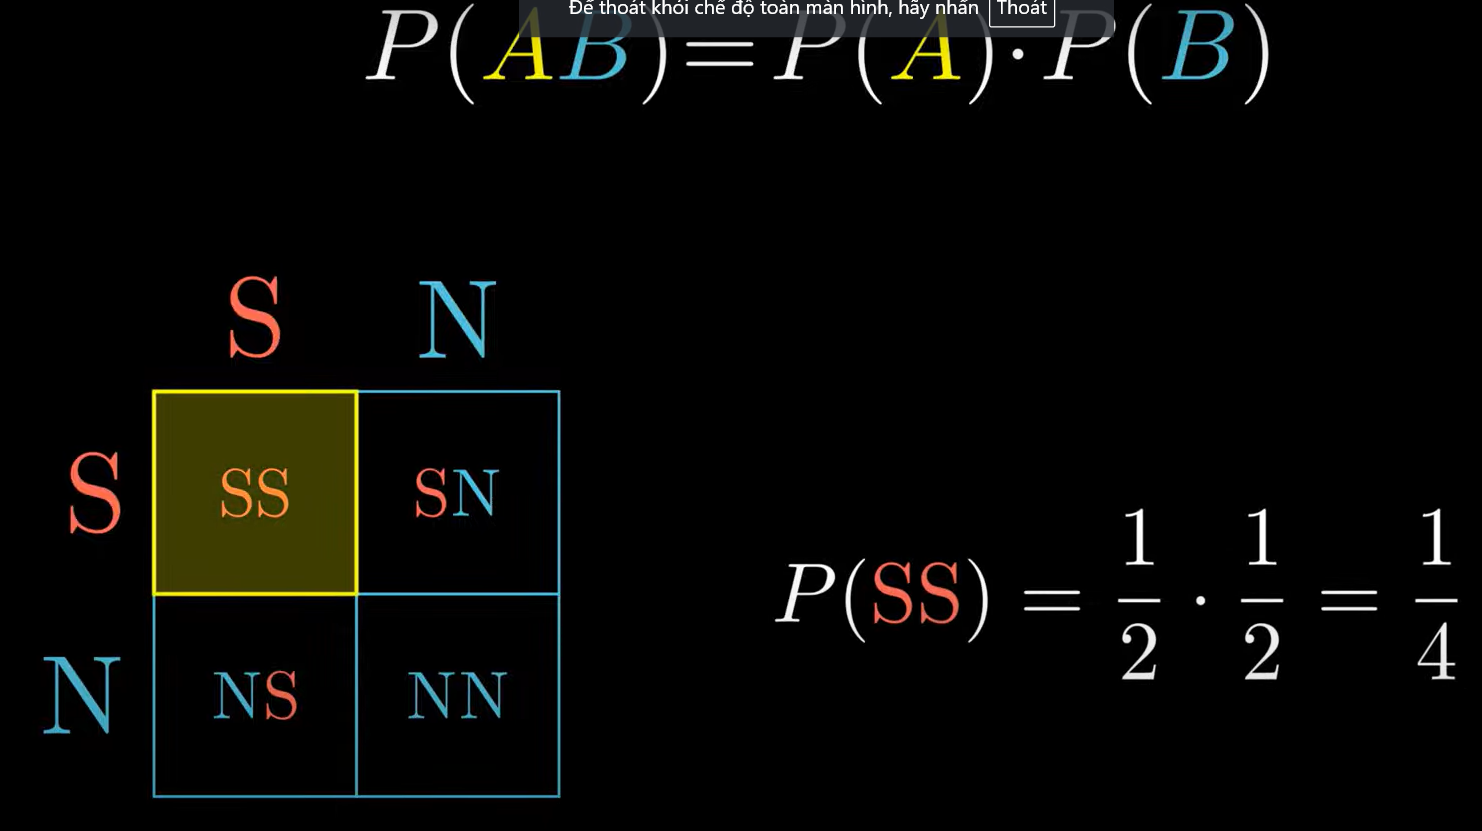 Để thoát khỏi chế độ toàn màn hình, hãy nhấn Thoát
P(AB)=P(A)·P(B)
S N
S SS SN
P(SS) = 1/2 · 1/2 = 1/4
N NS NN